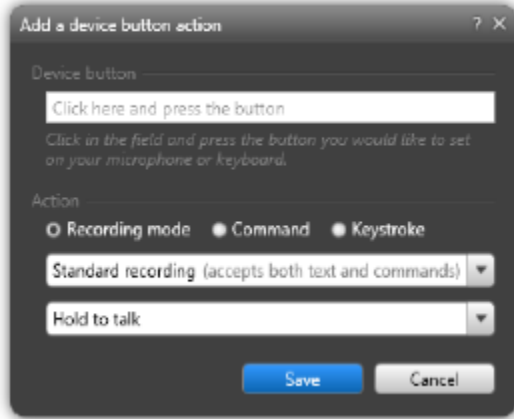 Add a device button action ?
Device button
Click here and press the button
Click in the field and press the button you would like to set
on your microphone or keyboard.
Action
Recording mode Command Keystroke
Standard recording (accepts both text and commands)
Hold to talk
Save Cancel